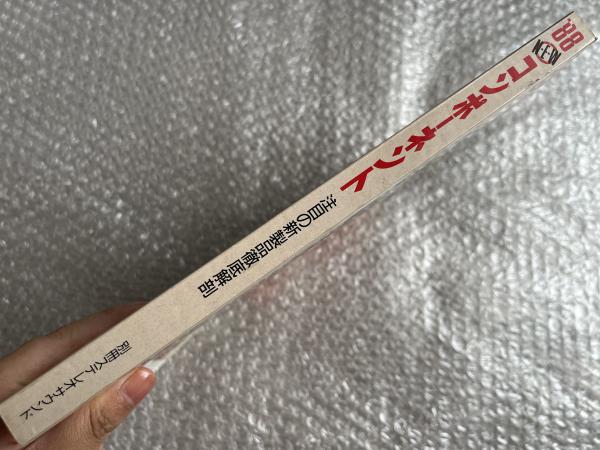 '88
NEW
コンポーネント
注目の新製品徹底解剖
別冊ステレオサウンド